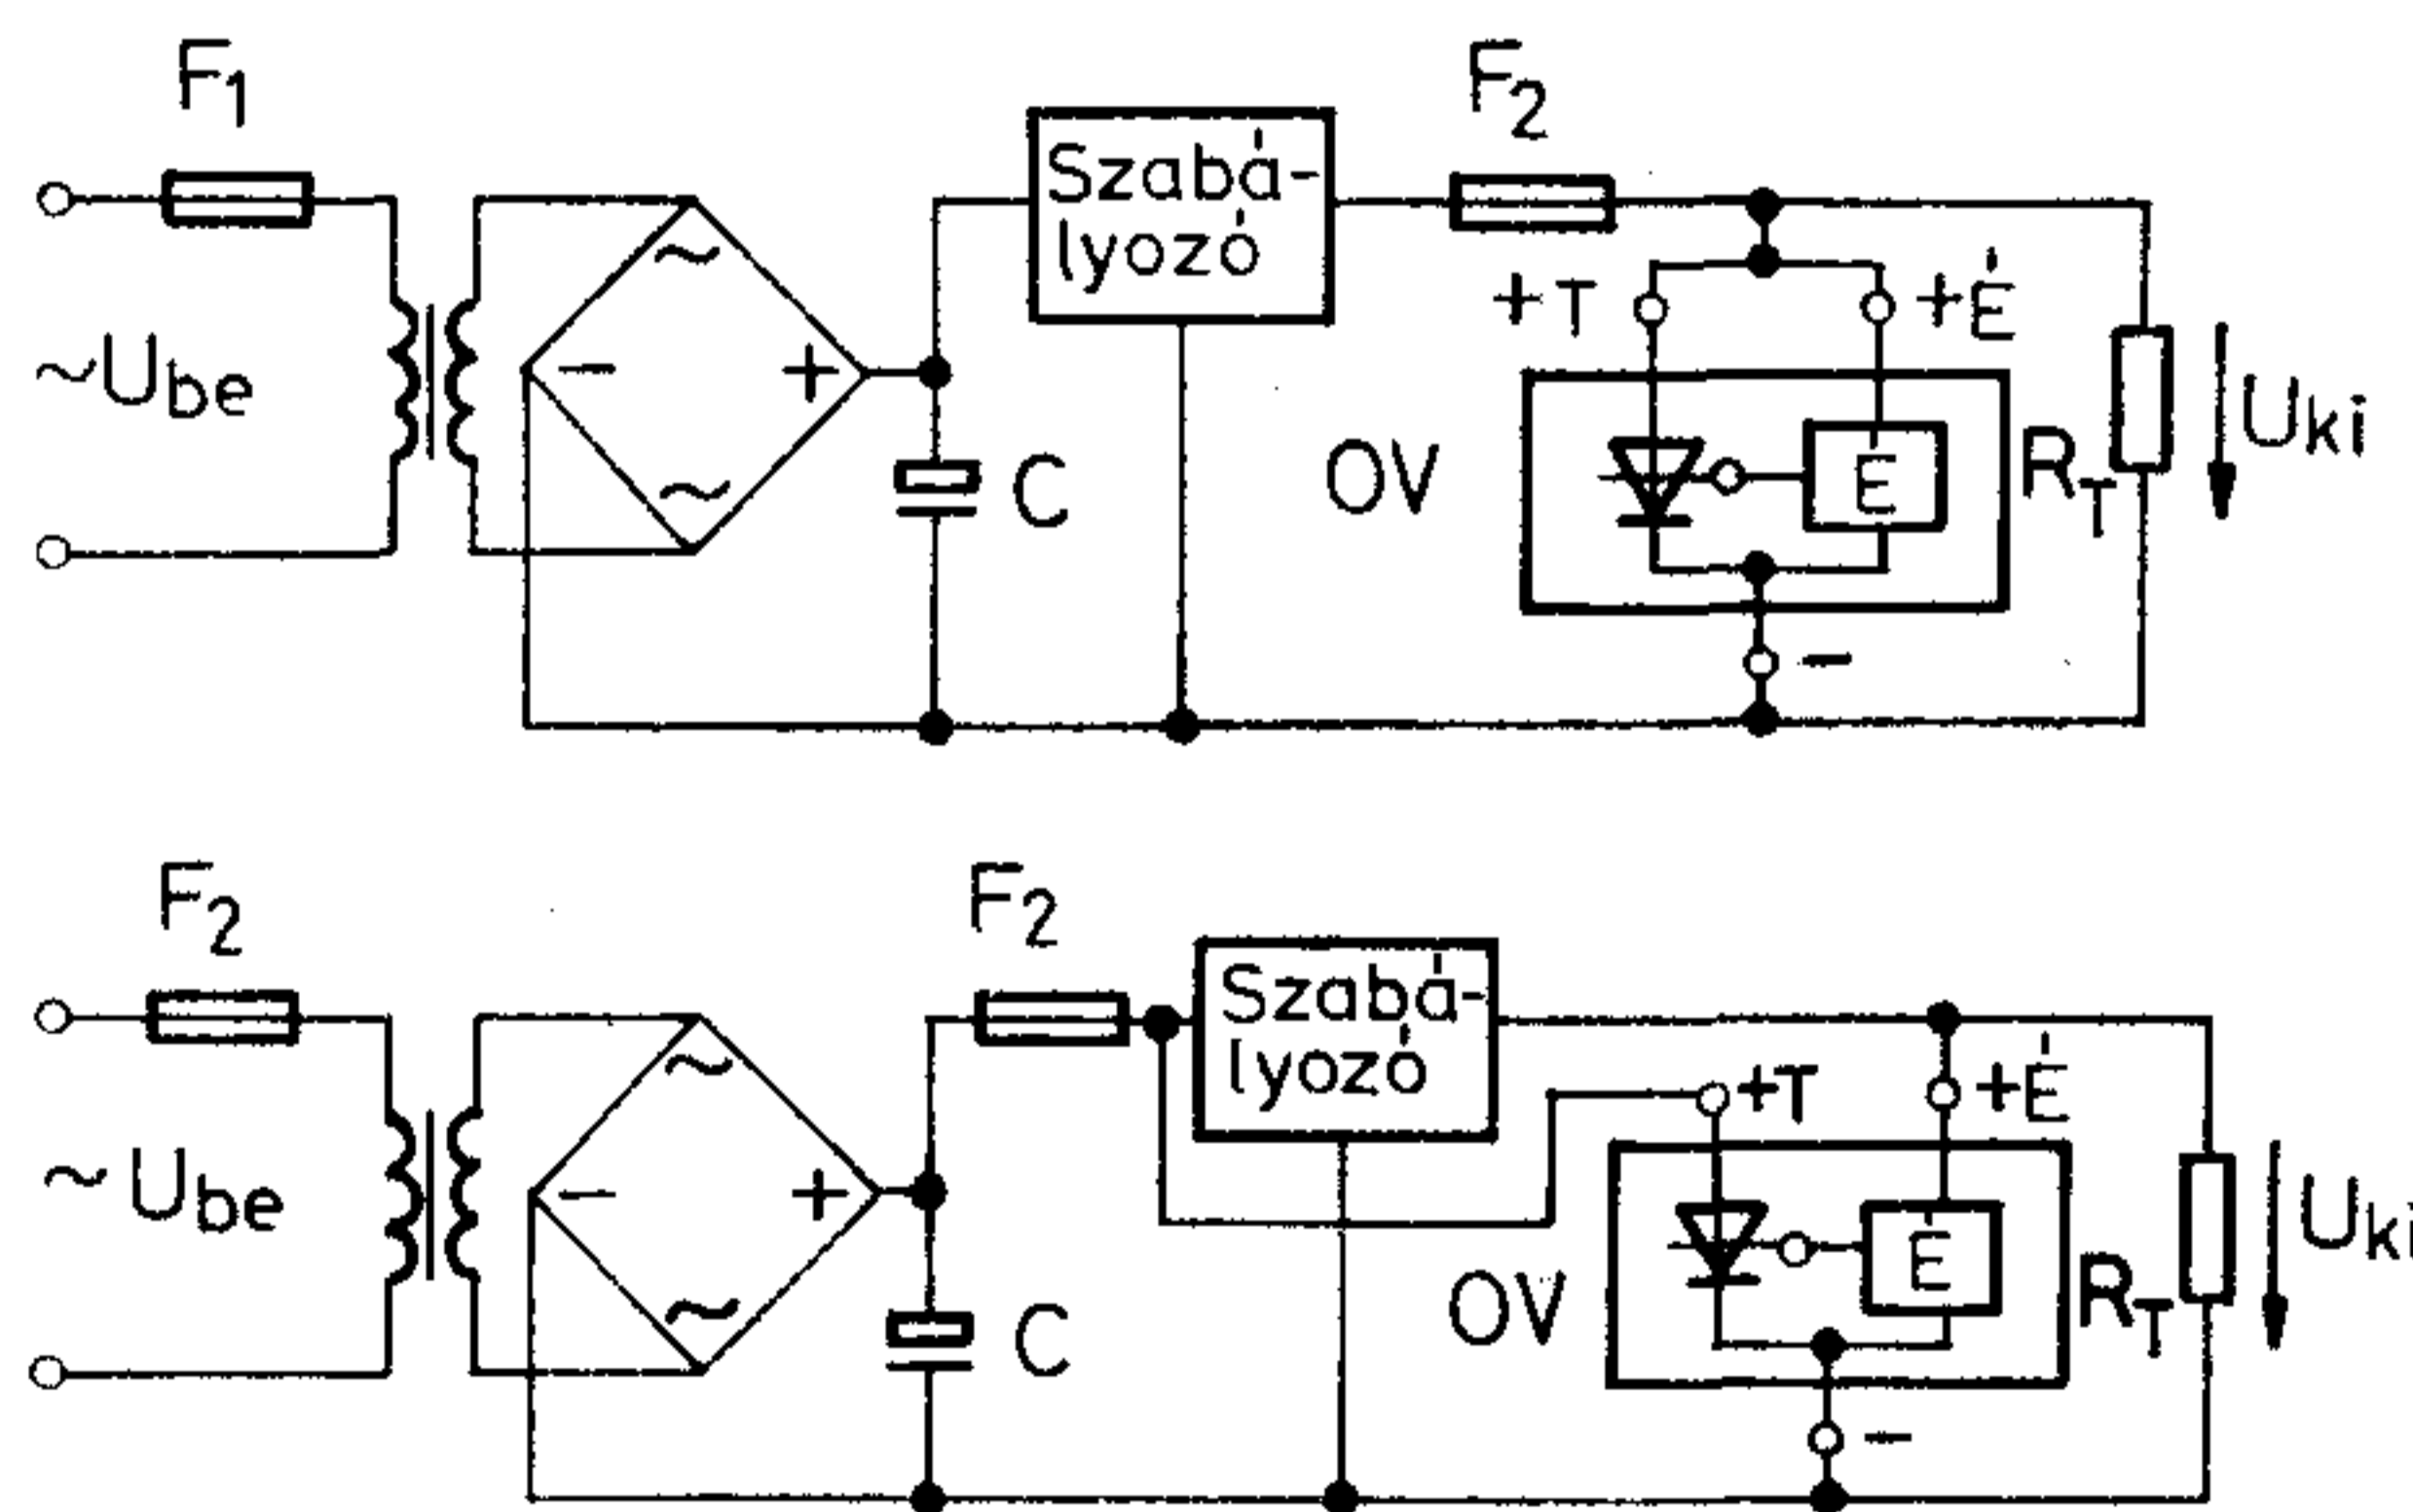 F1
F2
Szabá-
lyozó
+T
+É
~
~Ube
-
+
C
OV
É
RT
Uki
~
-
F2
F2
Szabá-
lyozó
+T
+É
~
~Ube
-
+
C
OV
É
RT
Uki
~
-